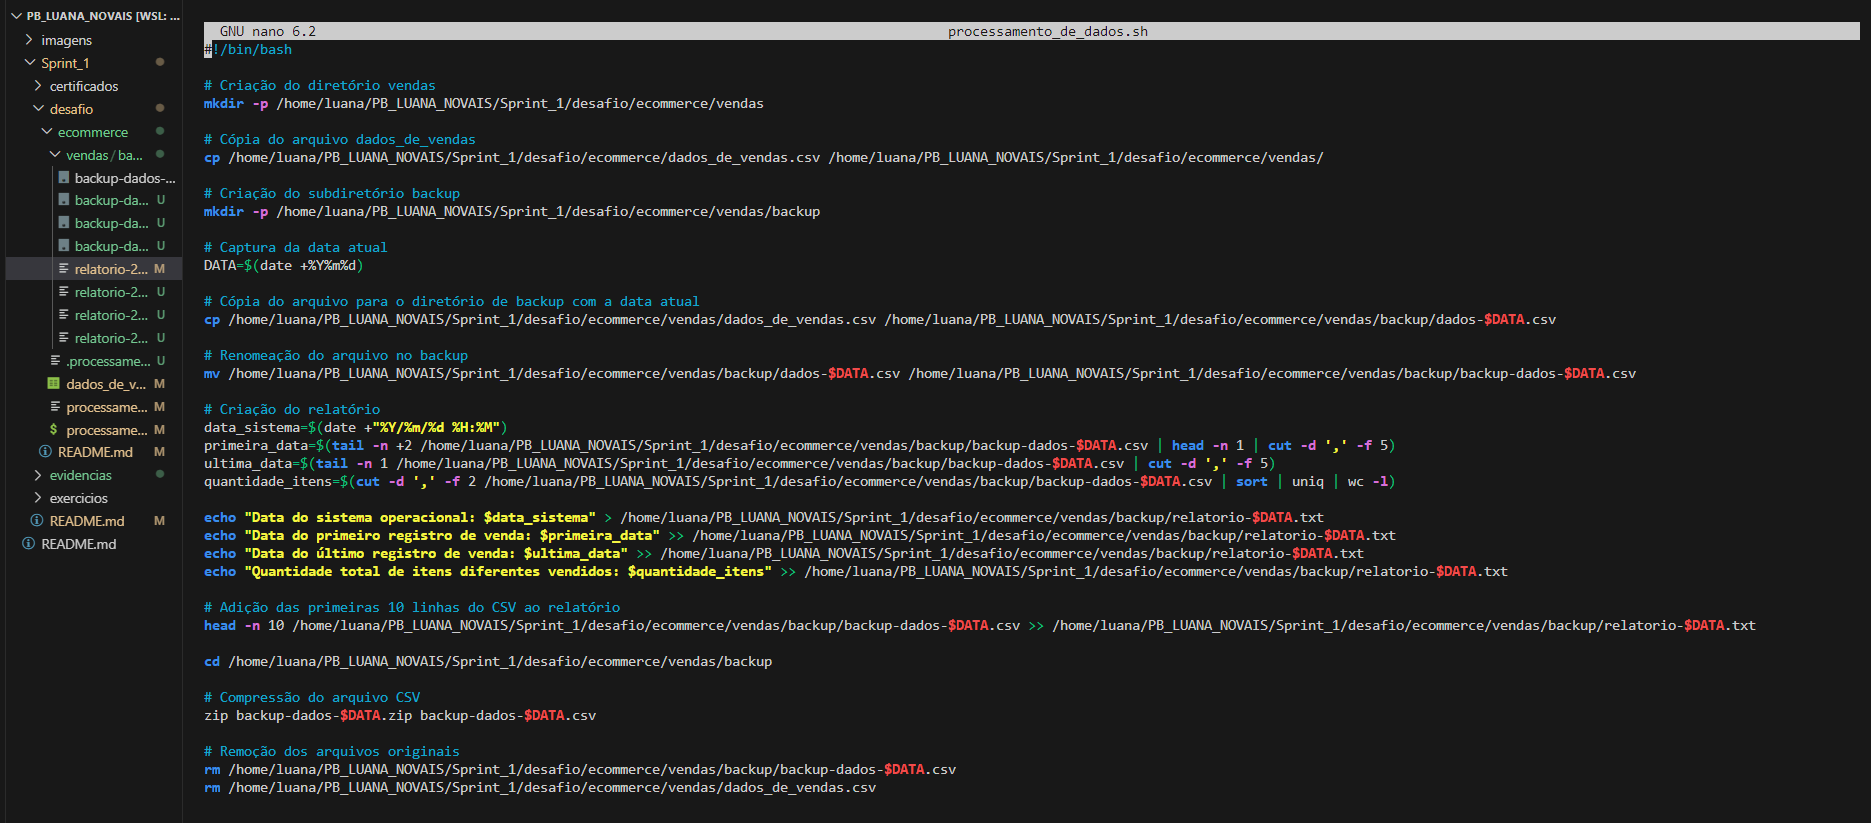 PB_LUANA_NOVAIS [WSL: ...
imagens
Sprint_1
certificados
desafio
ecommerce
vendas / ba...
backup-dados-...
backup-da... U
backup-da... U
backup-da... U
relatorio-2... M
relatorio-2... U
relatorio-2... U
relatorio-2... U
.processame... U
dados_de_v... M
processame... M
$ processame... M
README.md M
evidencias
exercicios
README.md M
README.md
GNU nano 6.2 processamento_de_dados.sh
#!/bin/bash
# Criação do diretório vendas
mkdir -p /home/luana/PB_LUANA_NOVAIS/Sprint_1/desafio/ecommerce/vendas
# Cópia do arquivo dados_de_vendas
cp /home/luana/PB_LUANA_NOVAIS/Sprint_1/desafio/ecommerce/dados_de_vendas.csv /home/luana/PB_LUANA_NOVAIS/Sprint_1/desafio/ecommerce/vendas/
# Criação do subdiretório backup
mkdir -p /home/luana/PB_LUANA_NOVAIS/Sprint_1/desafio/ecommerce/vendas/backup
# Captura da data atual
DATA=$(date +%Y%m%d)
# Cópia do arquivo para o diretório de backup com a data atual
cp /home/luana/PB_LUANA_NOVAIS/Sprint_1/desafio/ecommerce/vendas/dados_de_vendas.csv /home/luana/PB_LUANA_NOVAIS/Sprint_1/desafio/ecommerce/vendas/backup/dados-$DATA.csv
# Renomeação do arquivo no backup
mv /home/luana/PB_LUANA_NOVAIS/Sprint_1/desafio/ecommerce/vendas/backup/dados-$DATA.csv /home/luana/PB_LUANA_NOVAIS/Sprint_1/desafio/ecommerce/vendas/backup/backup-dados-$DATA.csv
# Criação do relatório
data_sistema=$(date +"%Y/%m/%d %H:%M")
primeira_data=$(tail -n +2 /home/luana/PB_LUANA_NOVAIS/Sprint_1/desafio/ecommerce/vendas/backup/backup-dados-$DATA.csv | head -n 1 | cut -d ',' -f 5)
ultima_data=$(tail -n 1 /home/luana/PB_LUANA_NOVAIS/Sprint_1/desafio/ecommerce/vendas/backup/backup-dados-$DATA.csv | cut -d ',' -f 5)
quantidade_itens=$(cut -d ',' -f 2 /home/luana/PB_LUANA_NOVAIS/Sprint_1/desafio/ecommerce/vendas/backup/backup-dados-$DATA.csv | sort | uniq | wc -l)
echo "Data do sistema operacional: $data_sistema" > /home/luana/PB_LUANA_NOVAIS/Sprint_1/desafio/ecommerce/vendas/backup/relatorio-$DATA.txt
echo "Data do primeiro registro de venda: $primeira_data" >> /home/luana/PB_LUANA_NOVAIS/Sprint_1/desafio/ecommerce/vendas/backup/relatorio-$DATA.txt
echo "Data do último registro de venda: $ultima_data" >> /home/luana/PB_LUANA_NOVAIS/Sprint_1/desafio/ecommerce/vendas/backup/relatorio-$DATA.txt
echo "Quantidade total de itens diferentes vendidos: $quantidade_itens" >> /home/luana/PB_LUANA_NOVAIS/Sprint_1/desafio/ecommerce/vendas/backup/relatorio-$DATA.txt
# Adição das primeiras 10 linhas do CSV ao relatório
head -n 10 /home/luana/PB_LUANA_NOVAIS/Sprint_1/desafio/ecommerce/vendas/backup/backup-dados-$DATA.csv >> /home/luana/PB_LUANA_NOVAIS/Sprint_1/desafio/ecommerce/vendas/backup/relatorio-$DATA.txt
cd /home/luana/PB_LUANA_NOVAIS/Sprint_1/desafio/ecommerce/vendas/backup
# Compressão do arquivo CSV
zip backup-dados-$DATA.zip backup-dados-$DATA.csv
# Remoção dos arquivos originais
rm /home/luana/PB_LUANA_NOVAIS/Sprint_1/desafio/ecommerce/vendas/backup/backup-dados-$DATA.csv
rm /home/luana/PB_LUANA_NOVAIS/Sprint_1/desafio/ecommerce/vendas/dados_de_vendas.csv